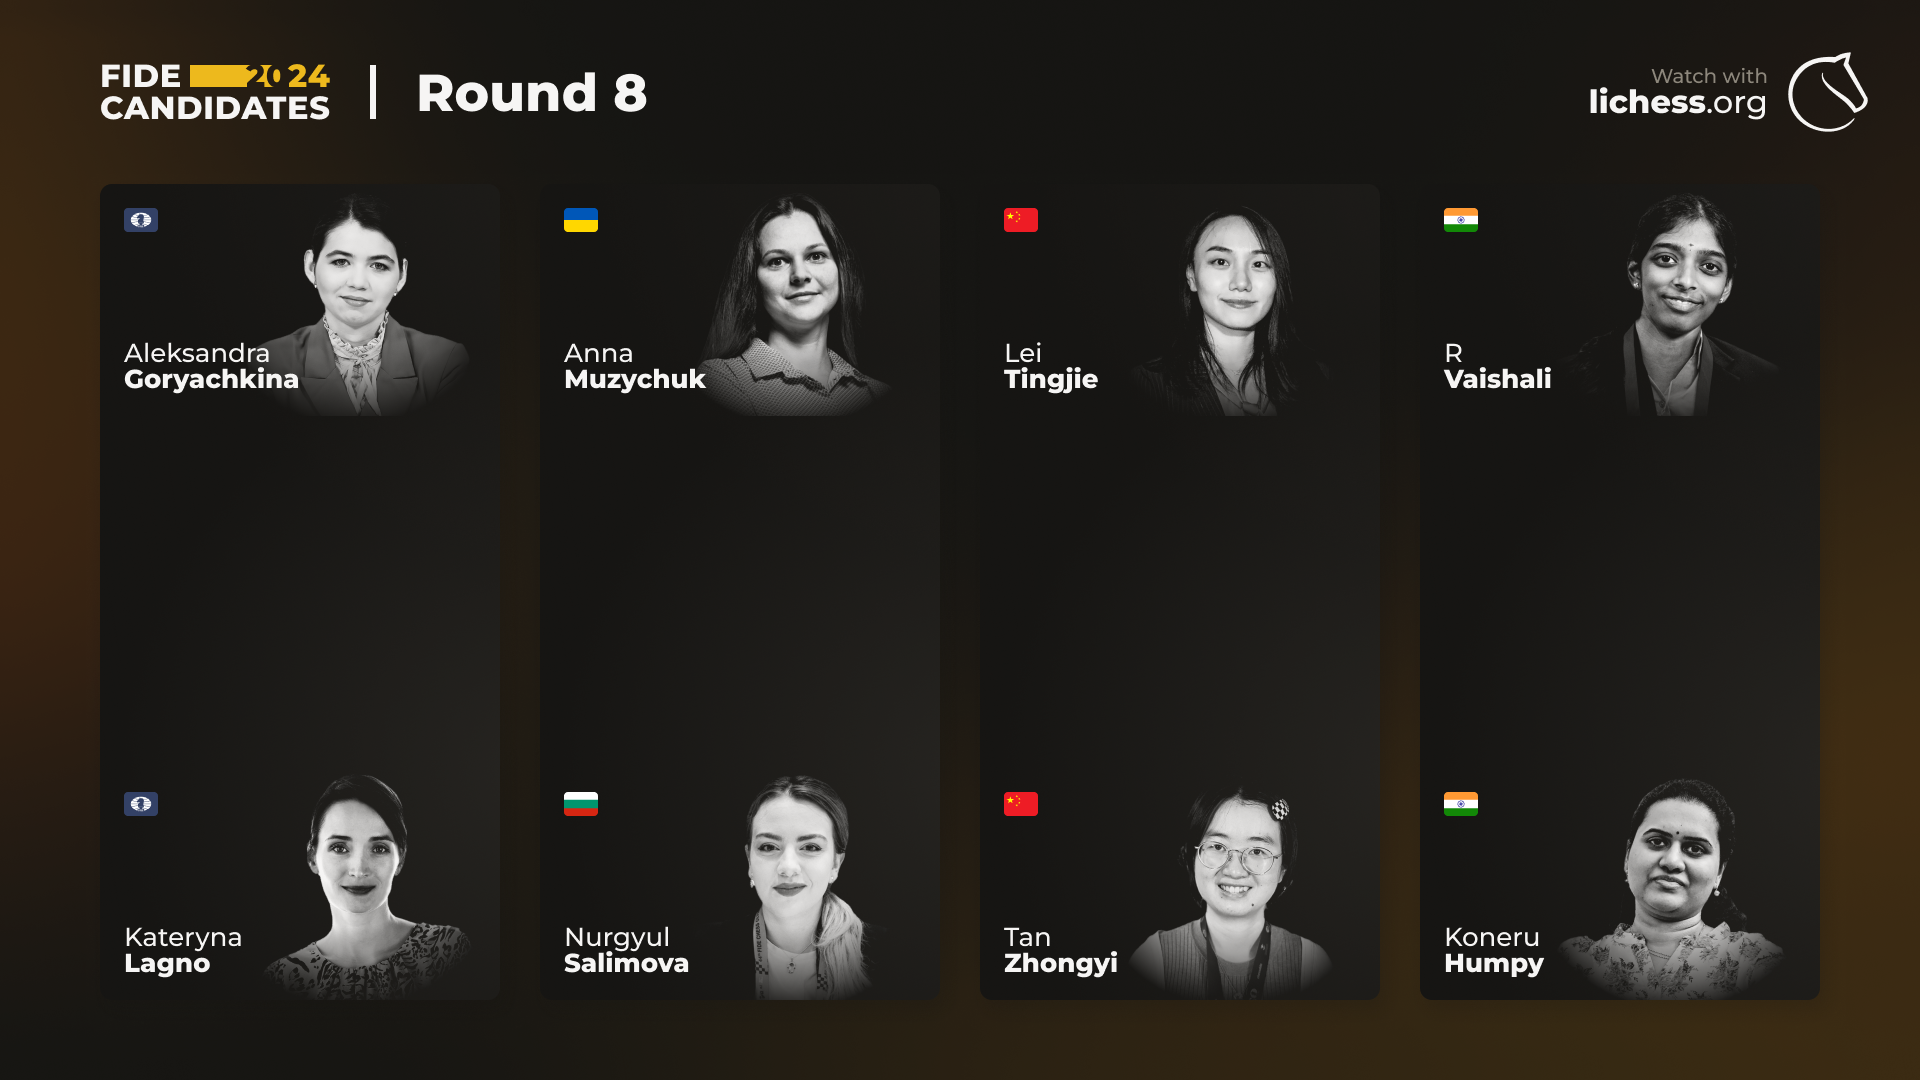 FIDE 2024
CANDIDATES
Round 8
Watch with
lichess.org
Aleksandra
Goryachkina
Anna
Muzychuk
Lei
Tingjie
R
Vaishali
Kateryna
Lagno
Nurgyul
Salimova
Tan
Zhongyi
Koneru
Humpy